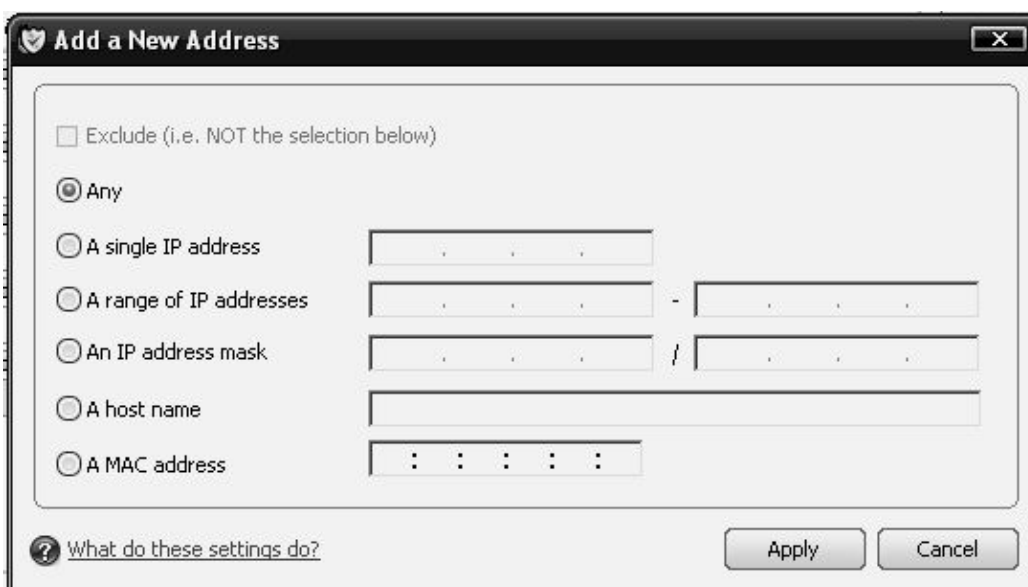 Add a New Address
Exclude (i.e. NOT the selection below)
Any
A single IP address . . .
A range of IP addresses . . . - . . .
An IP address mask . . . / . . .
A host name
A MAC address : : : : :
What do these settings do?
Apply Cancel